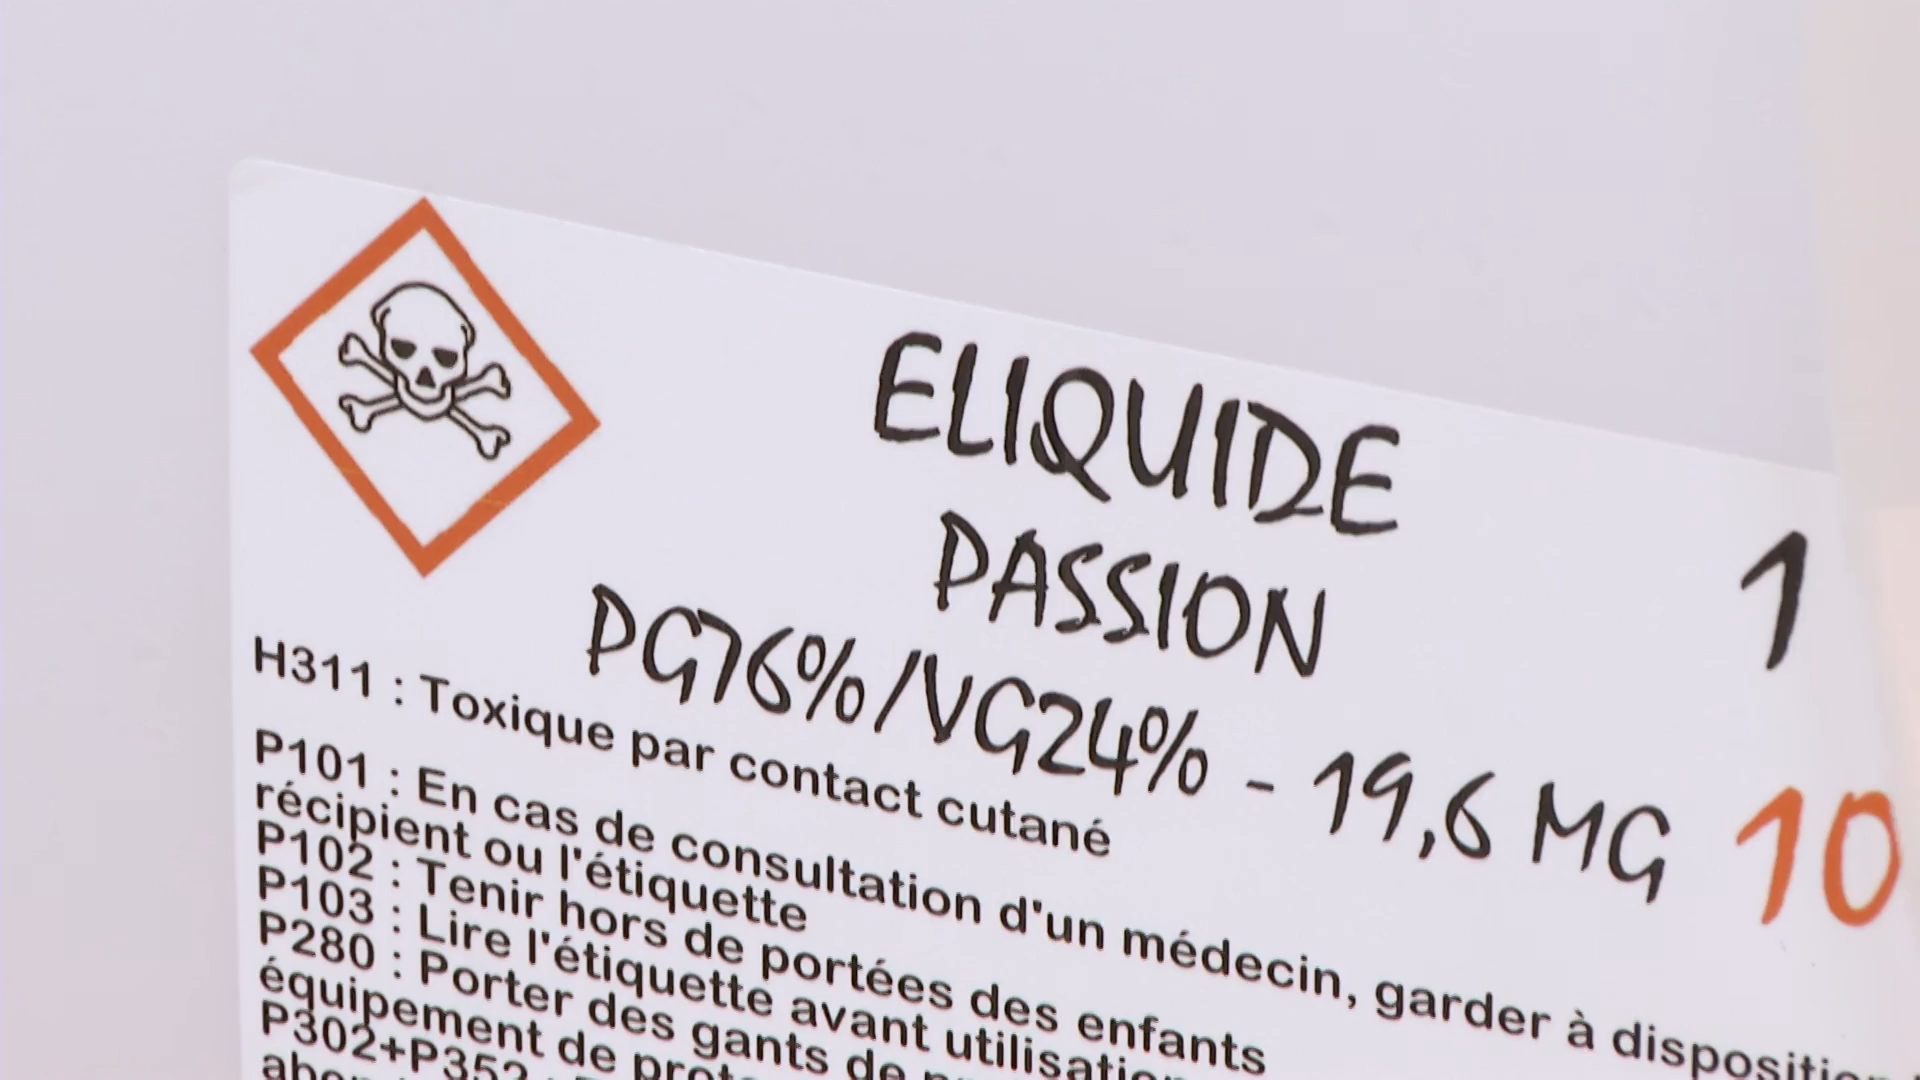 ELIQUIDE
PASSION
1
PG76%/VG24% - 19,6 MG
10
H311 : Toxique par contact cutané
P101 : En cas de consultation d'un médecin, garder à
récipient ou l'étiquette
P102 : Tenir hors de portées des enfants
P103 : Lire l'étiquette avant
P280 : Porter des gants de
équipement de
P302+P352 :